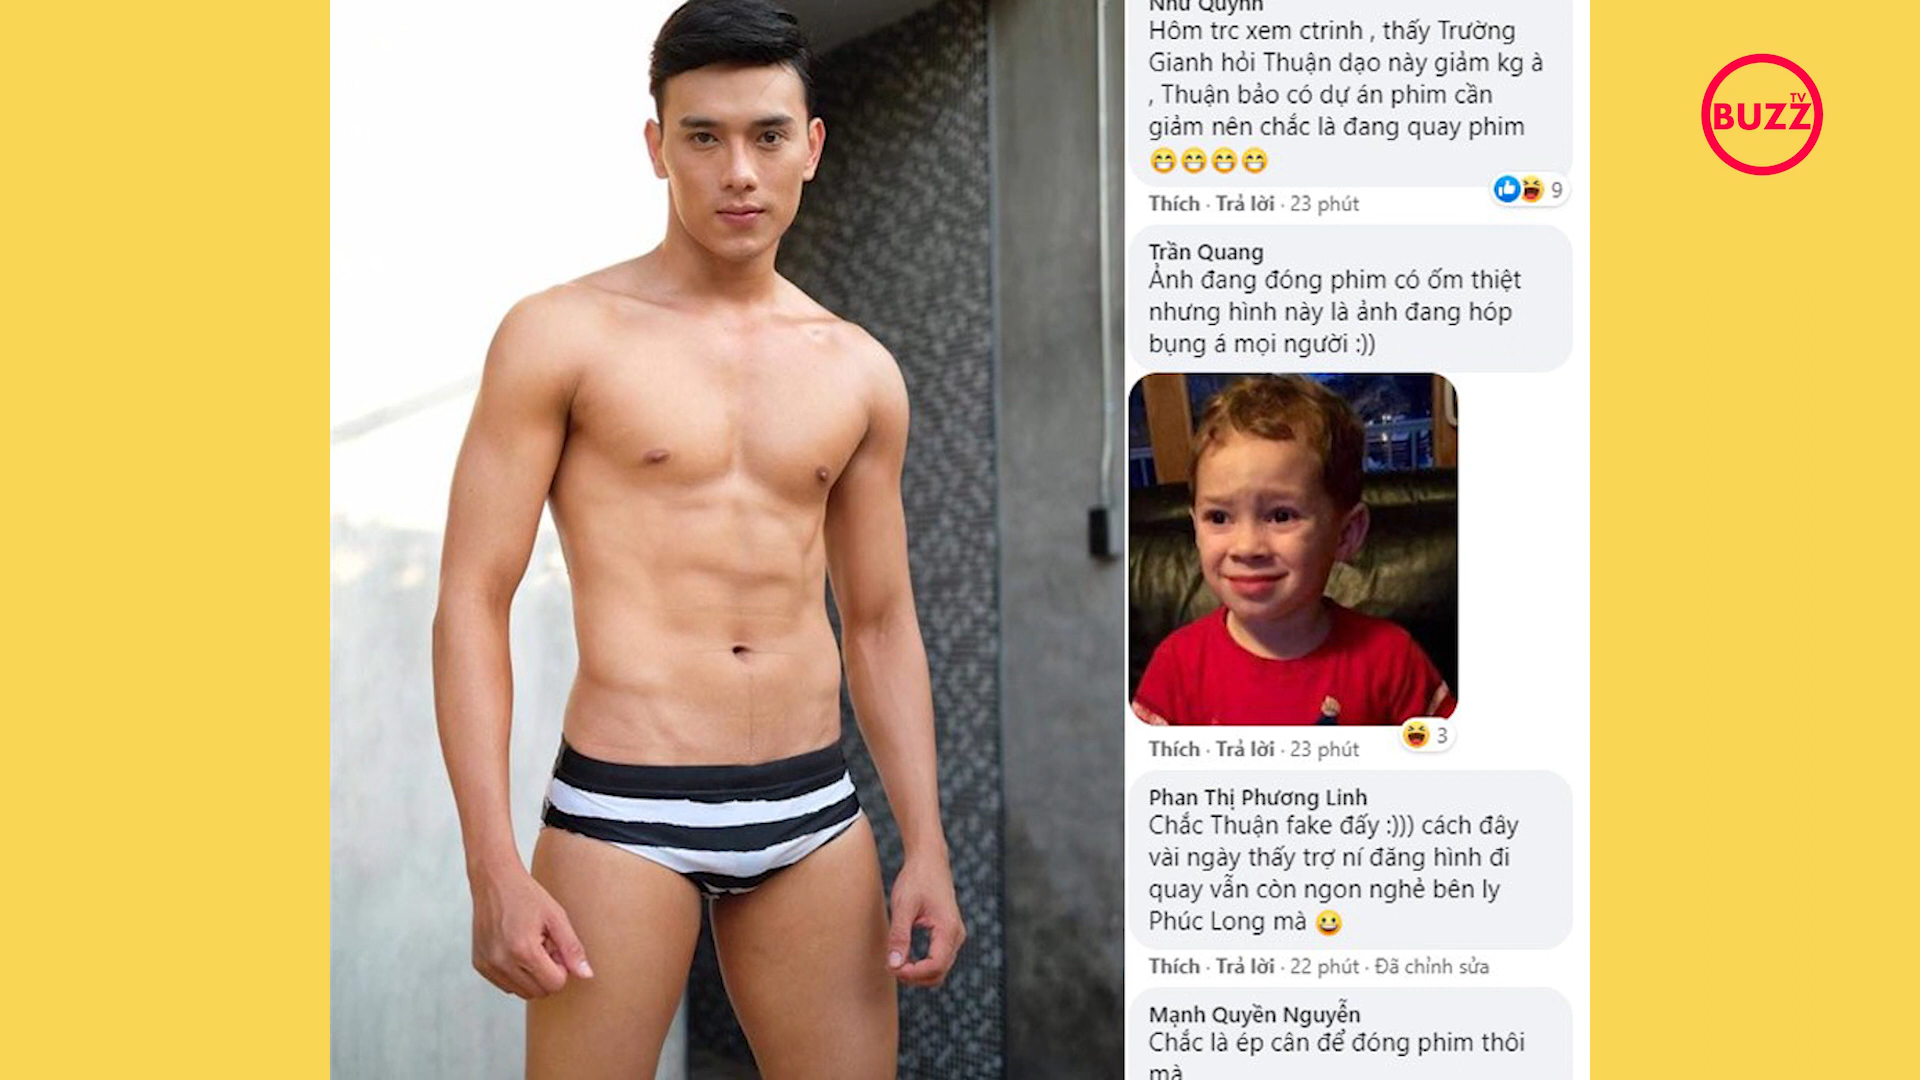 Như Quỳnh
Hôm trc xem ctrinh , thấy Trường
Gianh hỏi Thuận dạo này giảm kg à
, Thuận bảo có dự án phim cần
giảm nên chắc là đang quay phim
😁😁😁😁
Thích · Trả lời · 23 phút
9
Trần Quang
Ảnh đang đóng phim có ốm thiệt
nhưng hình này là ảnh đang hóp
bụng á mọi người :))
Thích · Trả lời · 23 phút
3
Phan Thị Phương Linh
Chắc Thuận fake đấy :))) cách đây
vài ngày thấy trợ ní đăng hình đi
quay vẫn còn ngon nghẻ bên ly
Phúc Long mà 😀
Thích · Trả lời · 22 phút · Đã chỉnh sửa
Mạnh Quyền Nguyễn
Chắc là ép cân để đóng phim thôi
mà
BUZZ TV